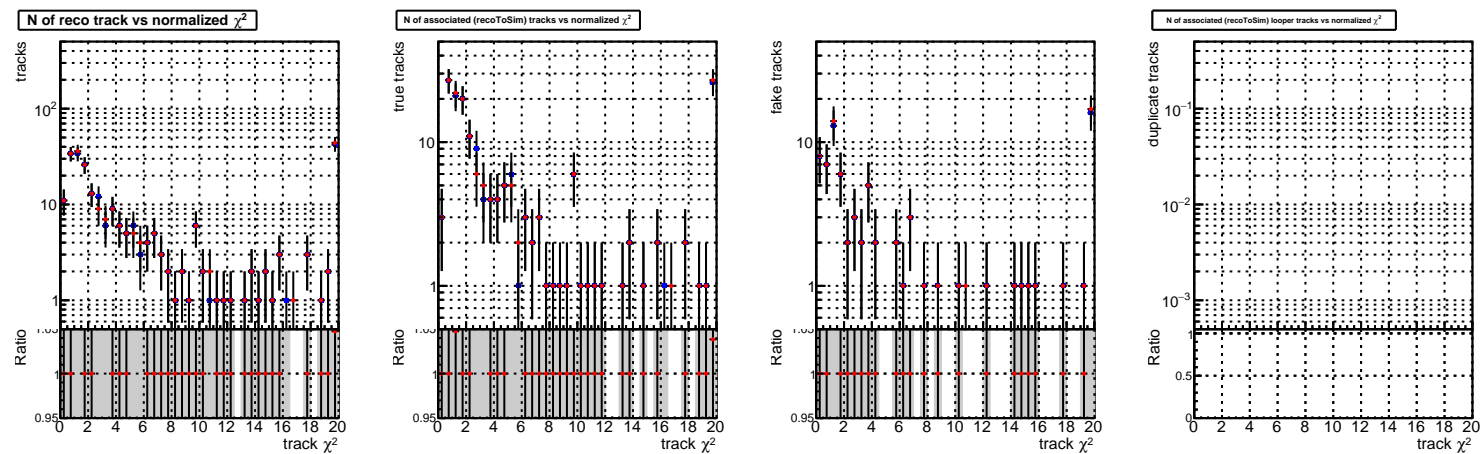 N of reco track vs normalized χ²
tracks
10²
10
1
Ratio
1.05
1
0.95
0 2 4 6 8 10 12 14 16 18 20
track χ²
N of associated (recoToSim) tracks vs normalized χ²
true tracks
10
1
Ratio
1.05
1
0.95
0 2 4 6 8 10 12 14 16 18 20
track χ²
fake tracks
10
1
Ratio
1.05
1
0.95
0 2 4 6 8 10 12 14 16 18 20
track χ²
N of associated (recoToSim) looper tracks vs normalized χ²
duplicate tracks
10⁻¹
10⁻²
10⁻³
Ratio
1
0.5
0
0 2 4 6 8 10 12 14 16 18 20
track χ²